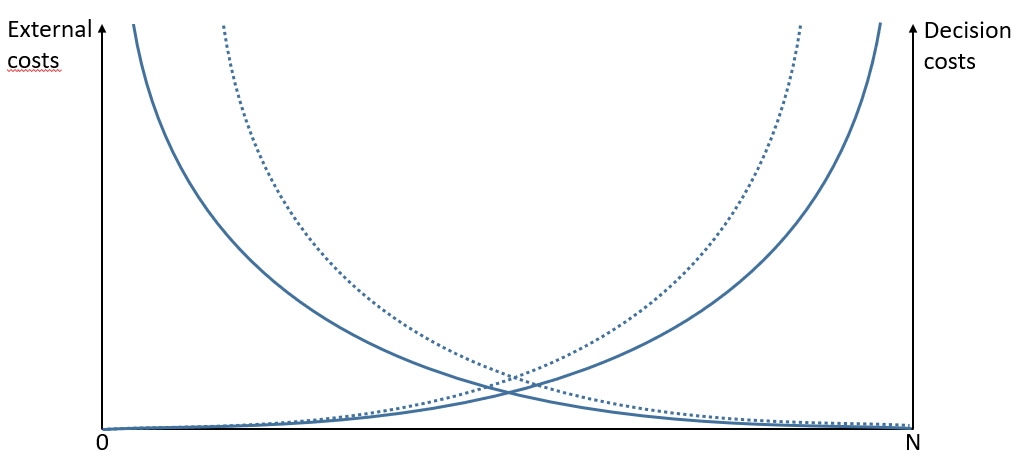 External
costs
Decision
costs
0
N